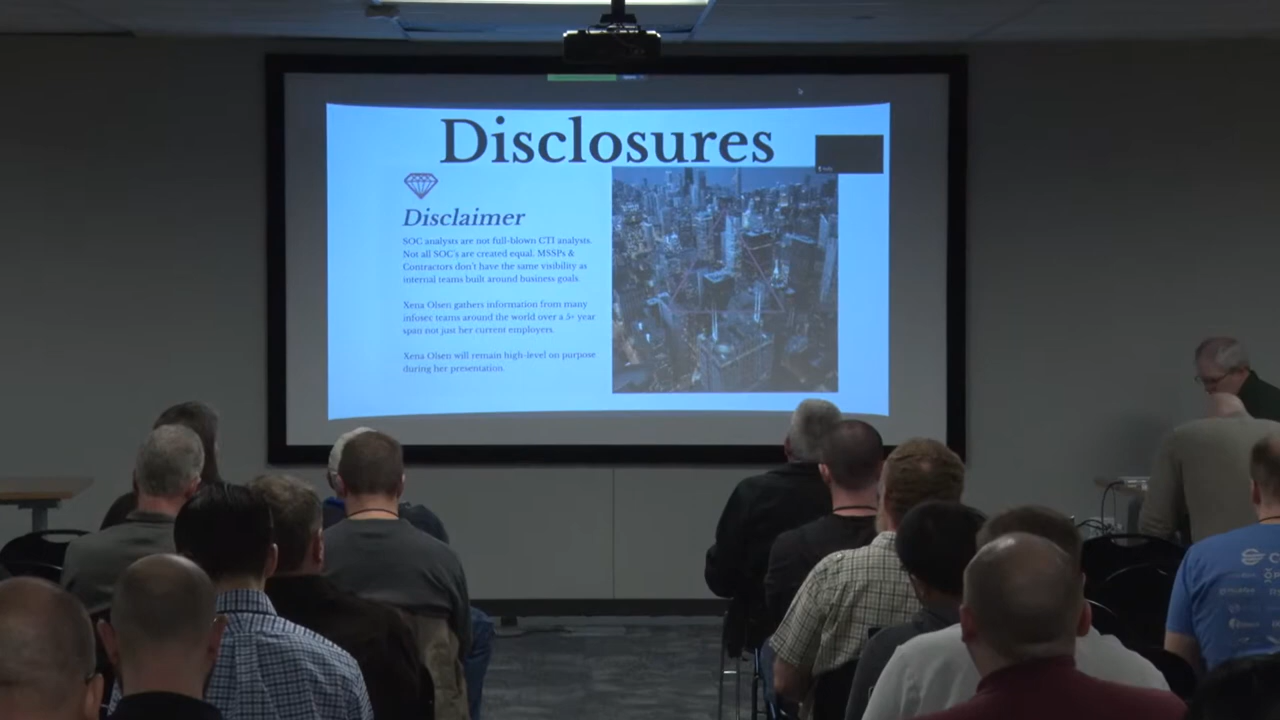 Disclosures
Disclaimer
SOC analysts are not full-blown CTI analysts.
Not all SOC's are created equal. MSSPs &
Contractors don't have the same visibility as
internal teams built around business goals.
Xena Olsen gathers information from many
infosec teams around the world over a 5+ year
span not just her current employers.
Xena Olsen will remain high-level on purpose
during her presentation.